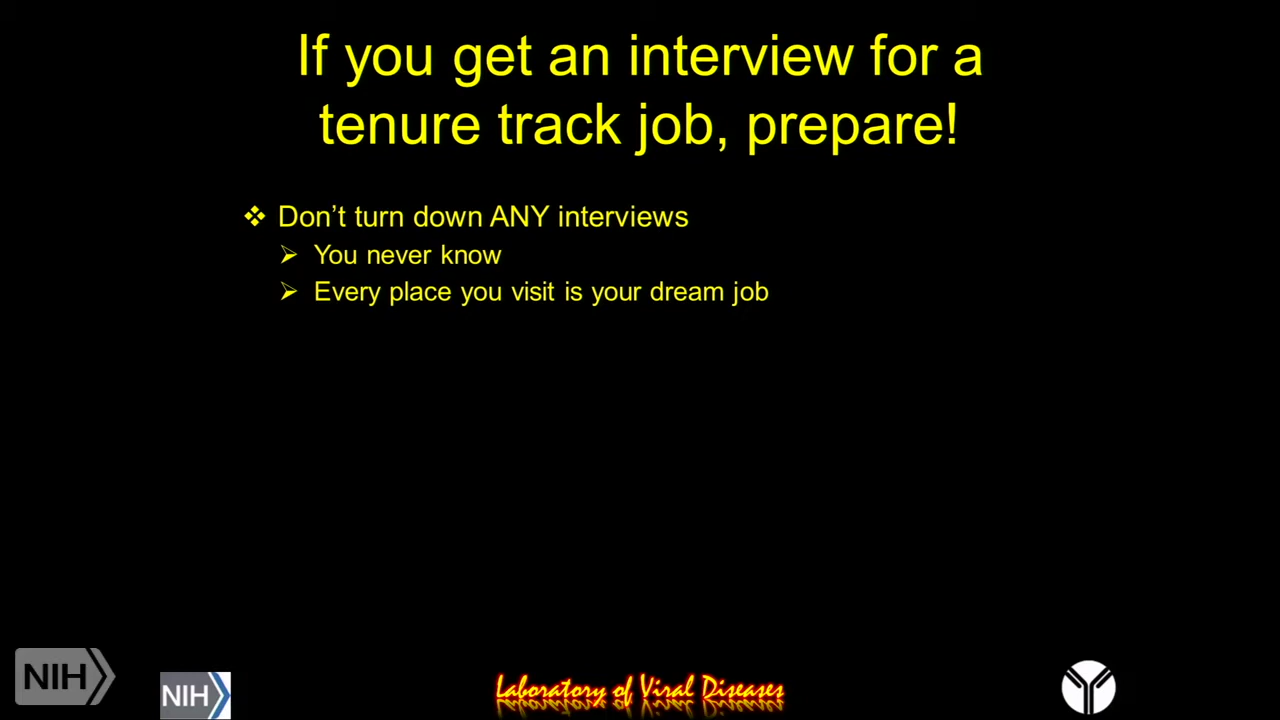 If you get an interview for a
tenure track job, prepare!
Don’t turn down ANY interviews
You never know
Every place you visit is your dream job
NIH
NIH
Laboratory of Viral Diseases